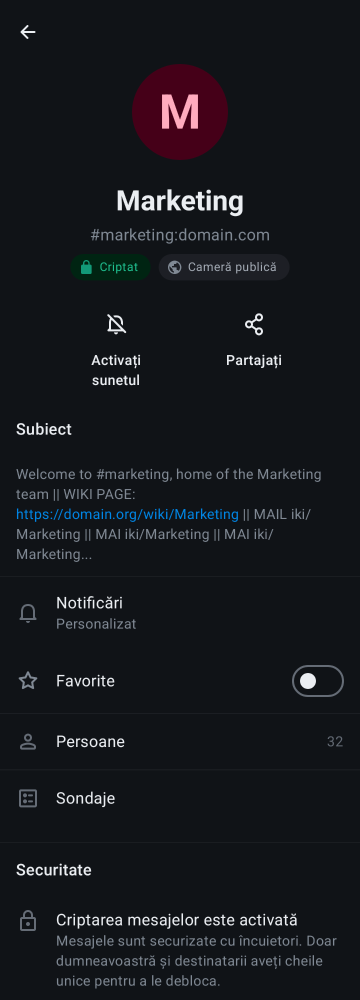 M
Marketing
#marketing:domain.com
Criptat
Cameră publică
Activați
sunetul
Partajați
Subiect
Welcome to #marketing, home of the Marketing
team || WIKI PAGE:
https://domain.org/wiki/Marketing || MAIL iki/
Marketing || MAI iki/Marketing || MAI iki/
Marketing...
Notificări
Personalizat
Favorite
Persoane
32
Sondaje
Securitate
Criptarea mesajelor este activată
Mesajele sunt securizate cu încuietori. Doar
dumneavoastră și destinatarii aveți cheile
unice pentru a le debloca.